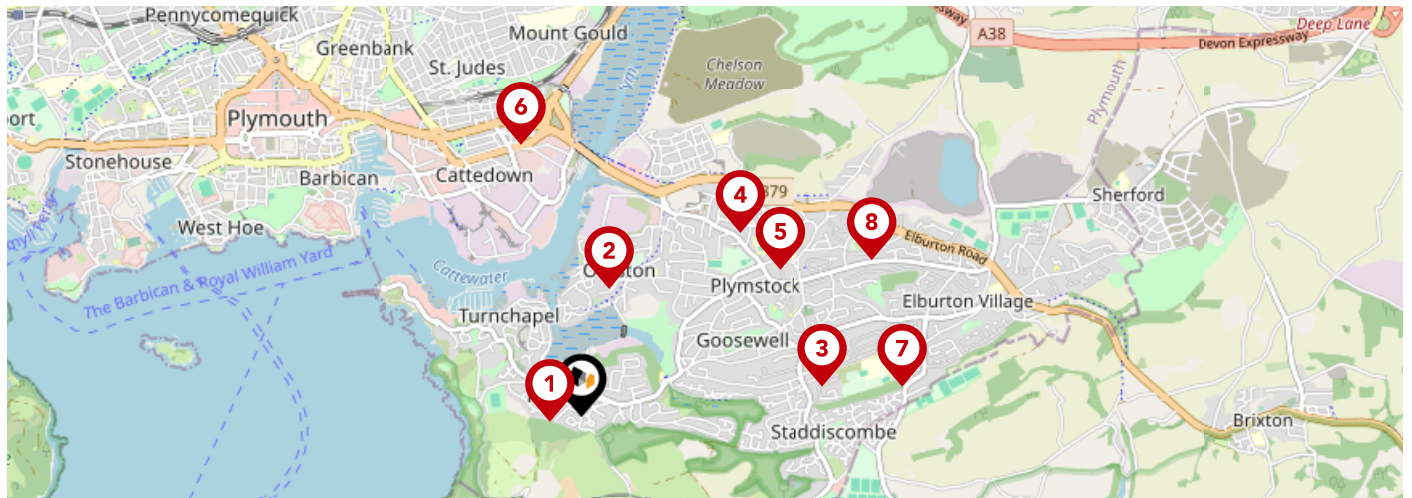 Pennycomequick
Mount Gould
Greenbank
St. Judes
A38
Deep Lane
Devon Expressway
Chelson
Meadow
Plymouth
6
ort
Plymouth
Stonehouse
Barbican
Cattedown
4
Sherford
West Hoe
5
8
2
Elburton Road
The Barbican & Royal William Yard
Cattewater
Plymstock
Elburton Village
Turnchapel
Goosewell
3
7
1
Brixton
Staddiscombe